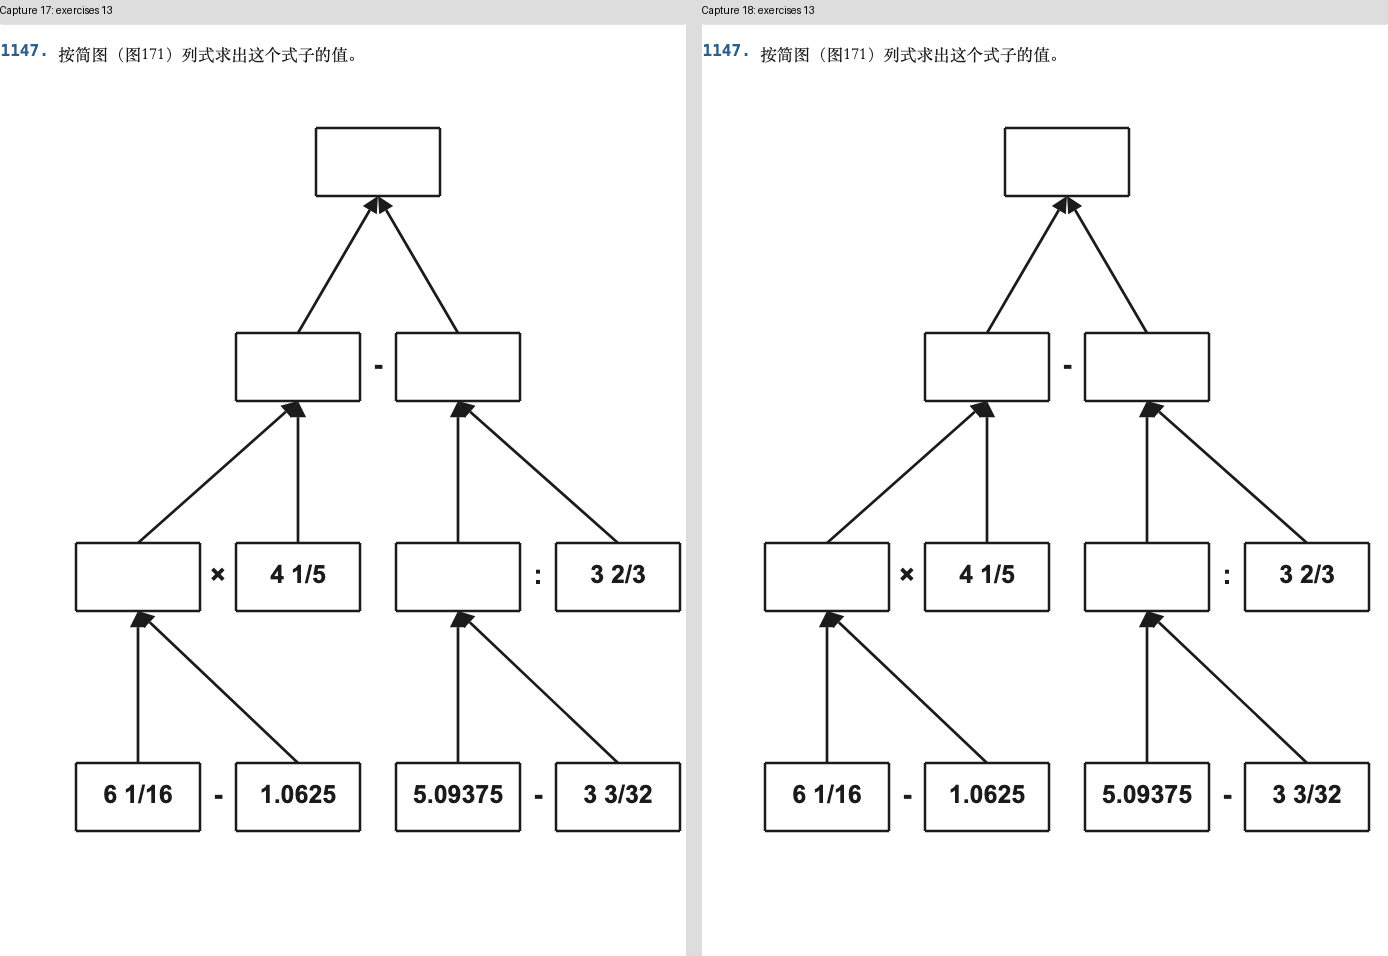 Capture 17: exercises 13
1147. 按简图（图171）列式求出这个式子的值。
-
× 4 1/5 : 3 2/3
6 1/16 - 1.0625 5.09375 - 3 3/32
Capture 18: exercises 13
1147. 按简图（图171）列式求出这个式子的值。
-
× 4 1/5 : 3 2/3
6 1/16 - 1.0625 5.09375 - 3 3/32